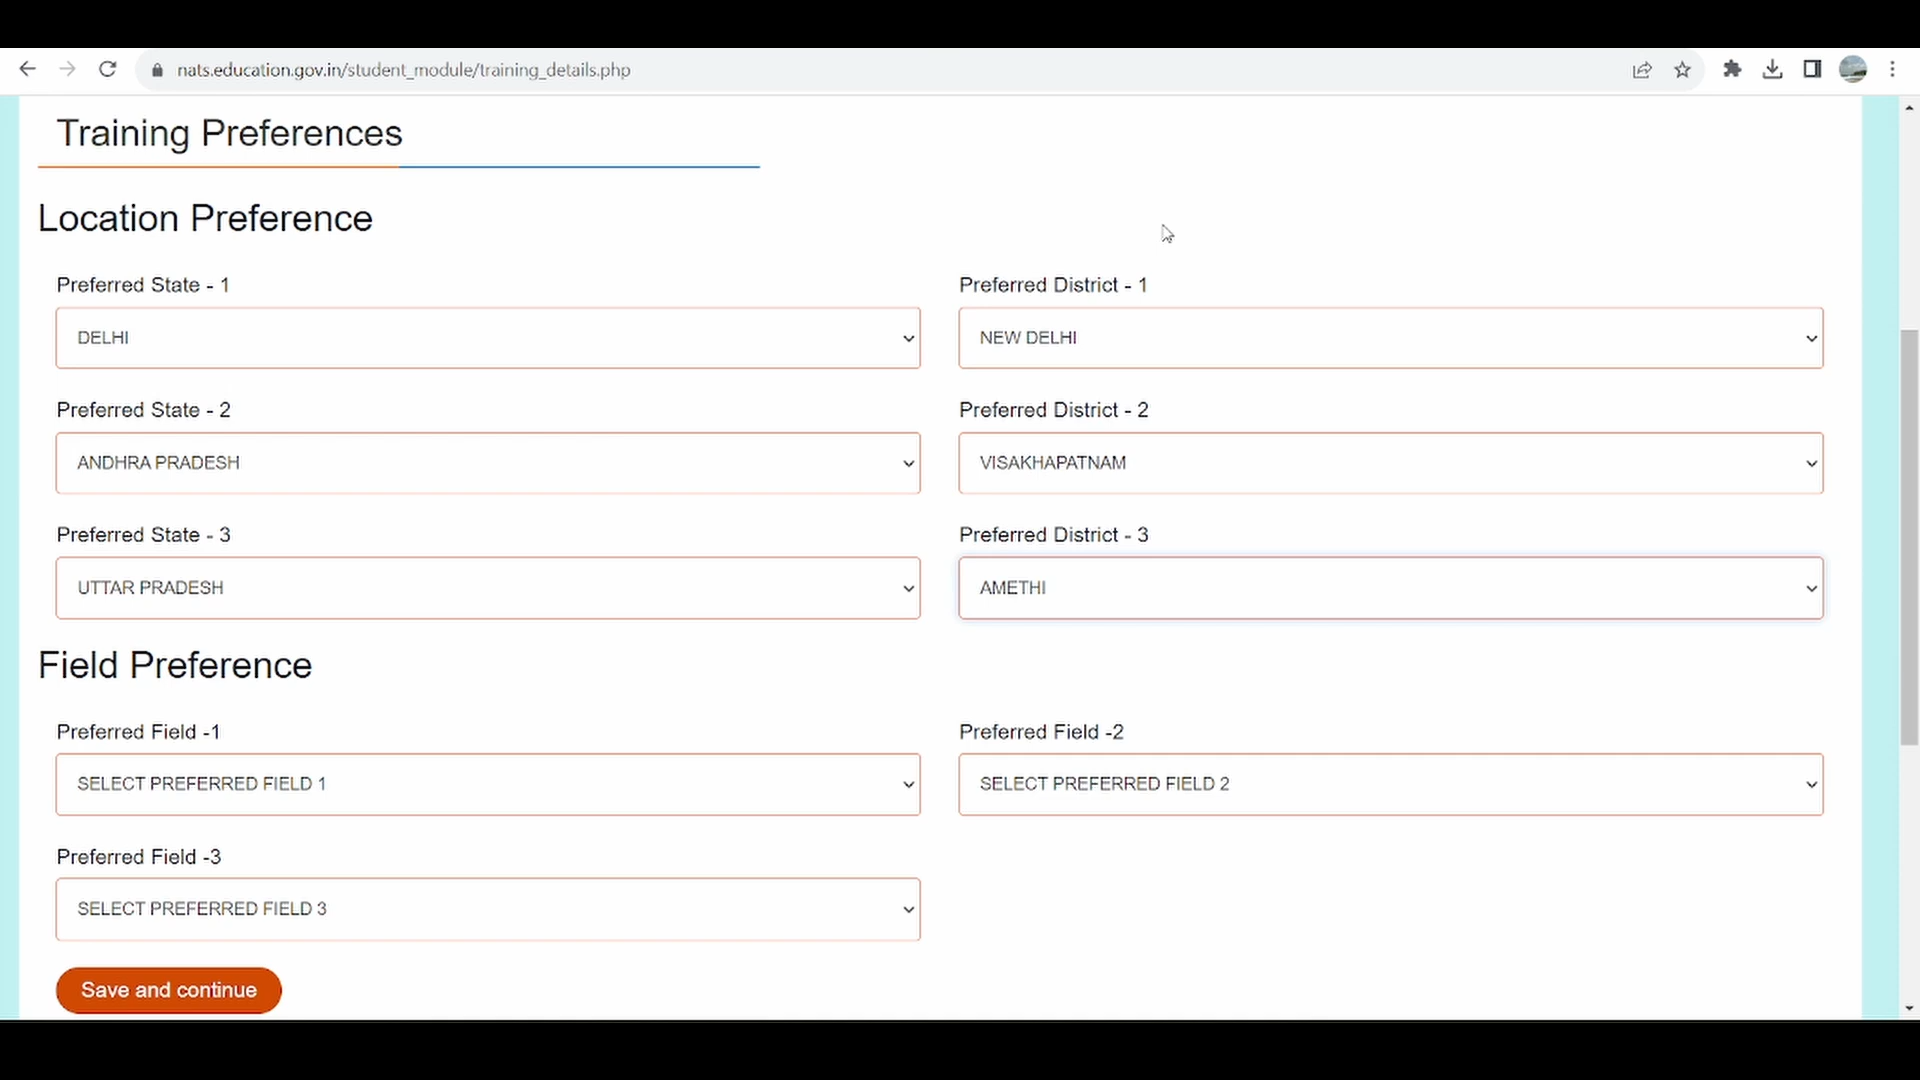 nats.education.gov.in/student_module/training_details.php
Training Preferences
Location Preference
Preferred State - 1
Preferred District - 1
DELHI
NEW DELHI
Preferred State - 2
Preferred District - 2
ANDHRA PRADESH
VISAKHAPATNAM
Preferred State - 3
Preferred District - 3
UTTAR PRADESH
AMETHI
Field Preference
Preferred Field -1
Preferred Field -2
SELECT PREFERRED FIELD 1
SELECT PREFERRED FIELD 2
Preferred Field -3
SELECT PREFERRED FIELD 3
Save and continue